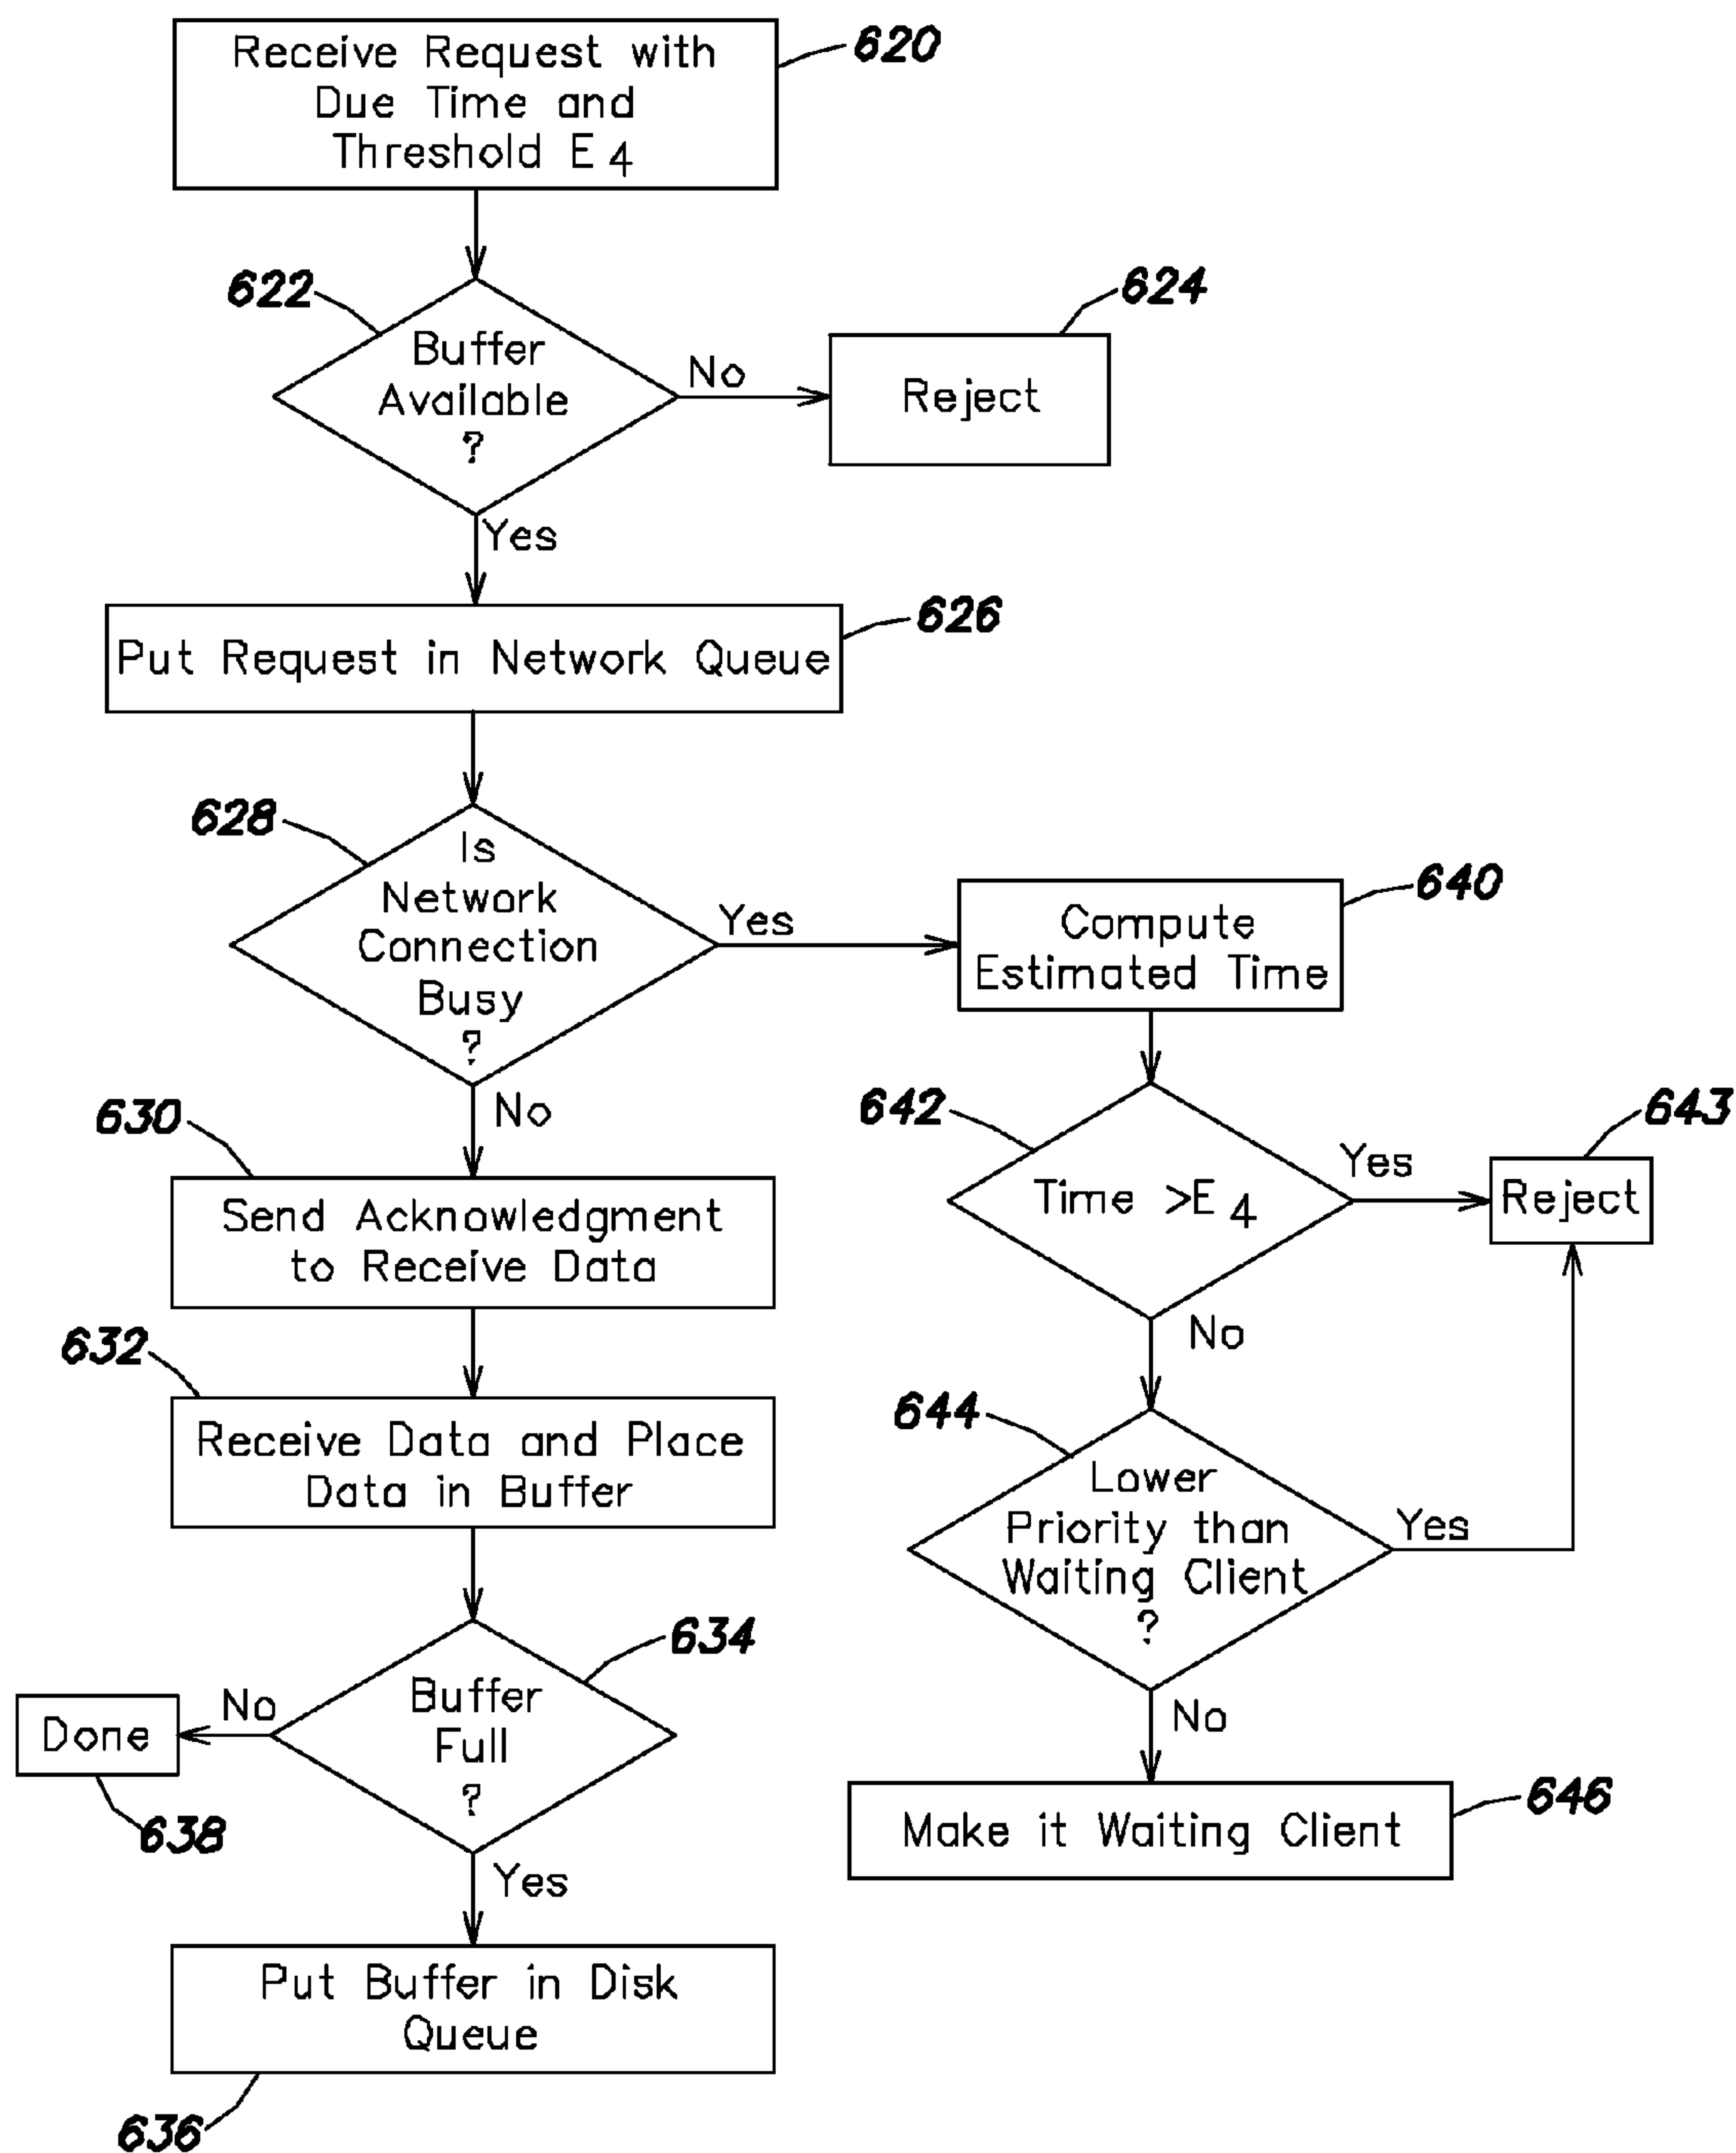 Receive Request with
Due Time and
Threshold E4
620
622
Buffer
Available
?
No
624
Reject
Yes
626
Put Request in Network Queue
628
Is
Network
Connection
Busy
?
Yes
640
Compute
Estimated Time
No
630
Send Acknowledgment
to Receive Data
642
Time >E4
Yes
643
Reject
No
632
Receive Data and Place
Data in Buffer
644
Lower
Priority than
Waiting Client
?
Yes
634
Buffer
Full
?
No
Done
638
No
646
Make it Waiting Client
Yes
Put Buffer in Disk
Queue
636